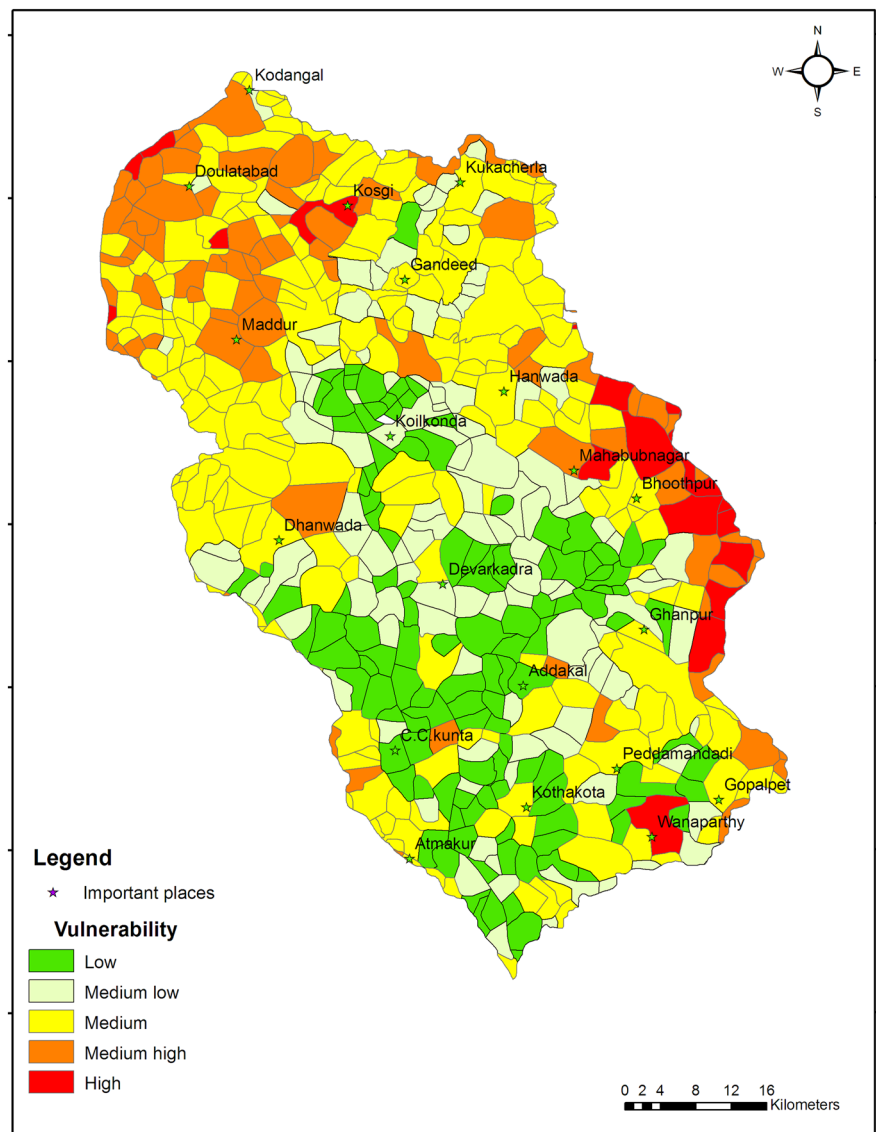 N
W E
S
Kodangal
Kukacherla
Doulatabad
Kosgi
Gandeed
Maddur
Hanwada
Koilkonda
Mahabubnagar
Bhoothpur
Dhanwada
Devarkadra
Ghanpur
Addakal
C.C.kunta
Peddamandadi
Gopalpet
Kothakota
Wanaparthy
Atmakur
Legend
Important places
Vulnerability
Low
Medium low
Medium
Medium high
High
0 2 4 8 12 16
Kilometers